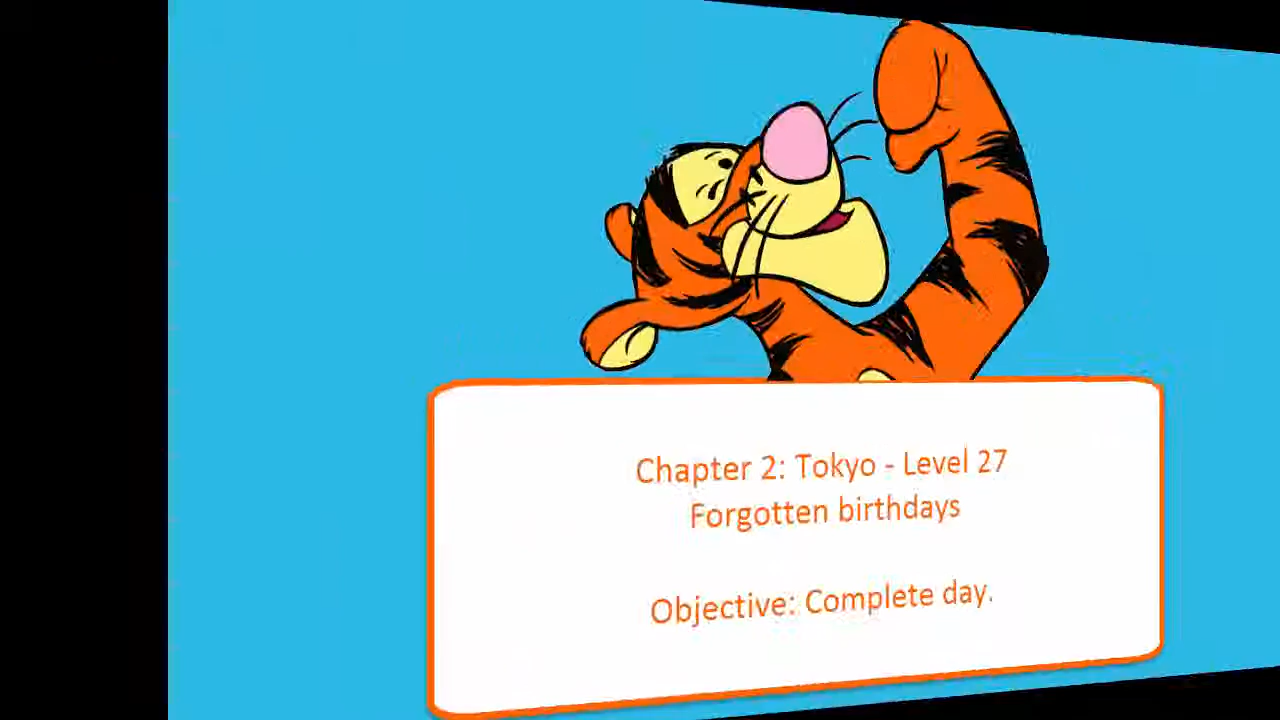 Chapter 2: Tokyo - Level 27
Forgotten birthdays
Objective: Complete day.